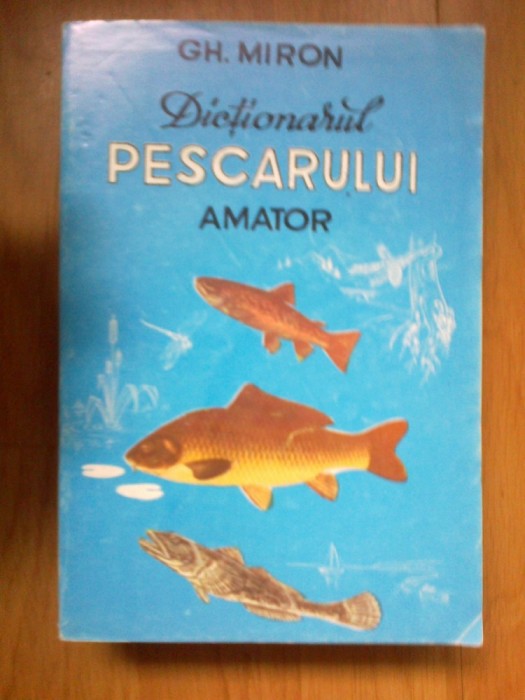 GH. MIRON
Dicționarul
PESCARULUI
AMATOR